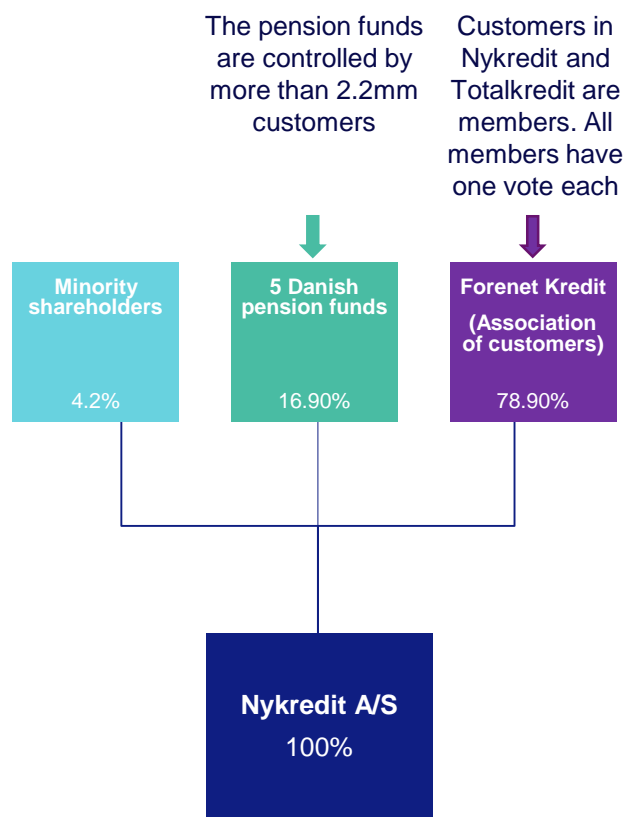 The pension funds
are controlled by
more than 2.2mm
customers
Customers in
Nykredit and
Totalkredit are
members. All
members have
one vote each
Minority
shareholders
4.2%
5 Danish
pension funds
16.90%
Forenet Kredit
(Association
of customers)
78.90%
Nykredit A/S
100%